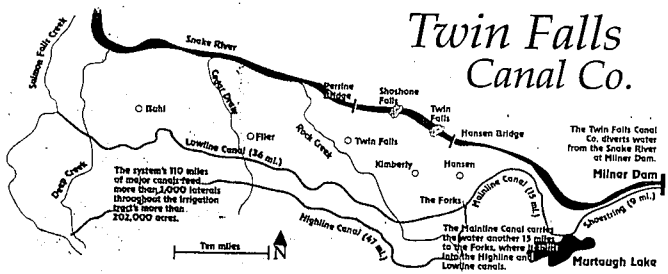 Twin Falls
Canal Co.
Salmon Falls Creek
Snake River
Cedar Draw
Perrine
Bridge
Shoshone
Falls
Twin
Falls
Hansen Bridge
The Twin Falls Canal
Co. diverts water
from the Snake River
at Milner Dam.
Milner Dam
Buhl
Filer
Rock Creek
Twin Falls
Lowline Canal (36 mi.)
Kimberly
Hansen
Deep Creek
The system's 110 miles
of major canals feed
more than 1,000 laterals
throughout the irrigation
tract's more than
202,000 acres.
The Forks
Mainline Canal (15 mi.)
Shoestring (9 mi.)
Highline Canal (47 mi.)
The Mainline Canal carries
the water another 15 miles
to the Forks, where it splits
into the Highline and
Lowline canals.
Murtaugh Lake
Ten miles
N